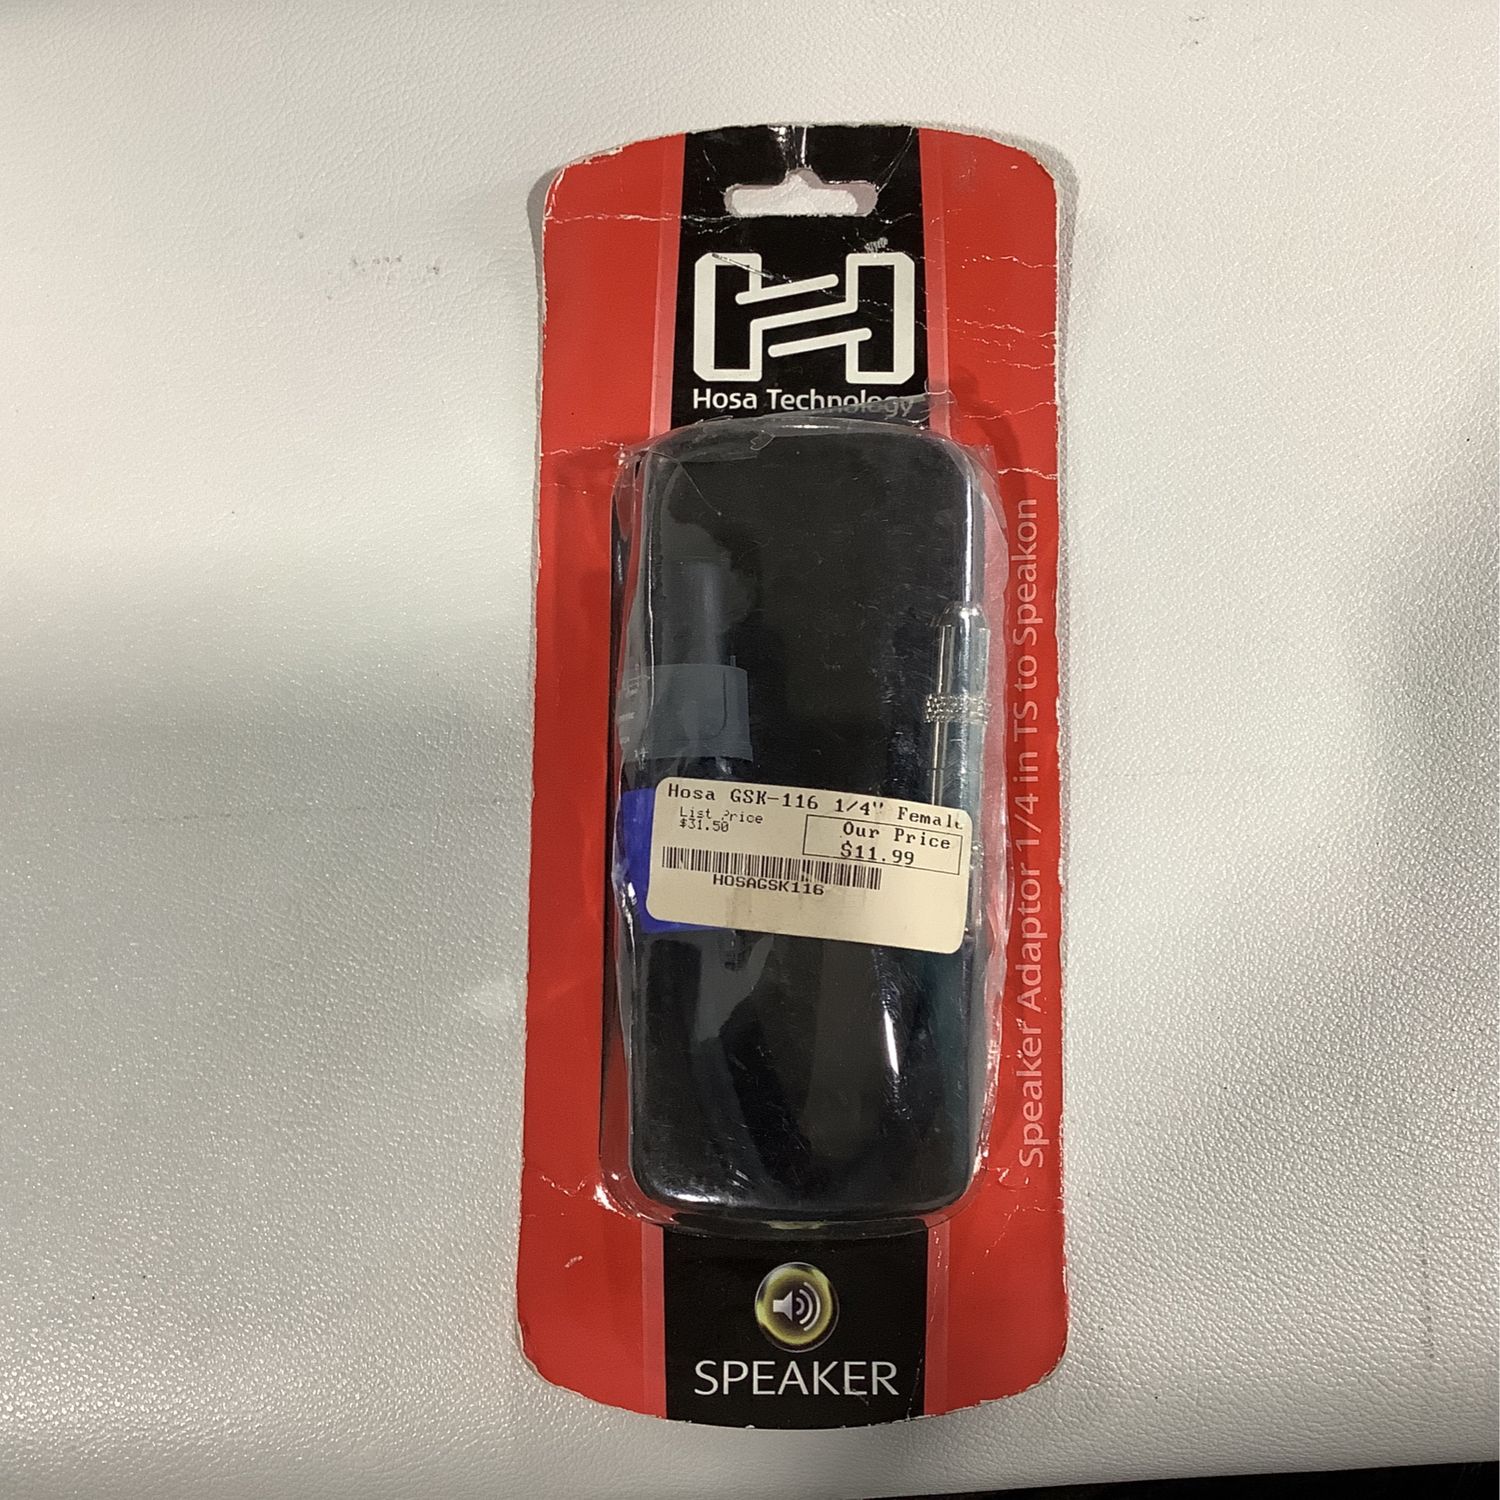 Hosa Technology
Speaker Adaptor 1/4 in TS to Speakon
Hosa GSK-116 1/4" Femal
List Price
$31.50
Our Price
$11.99
HOSAGSK116
SPEAKER